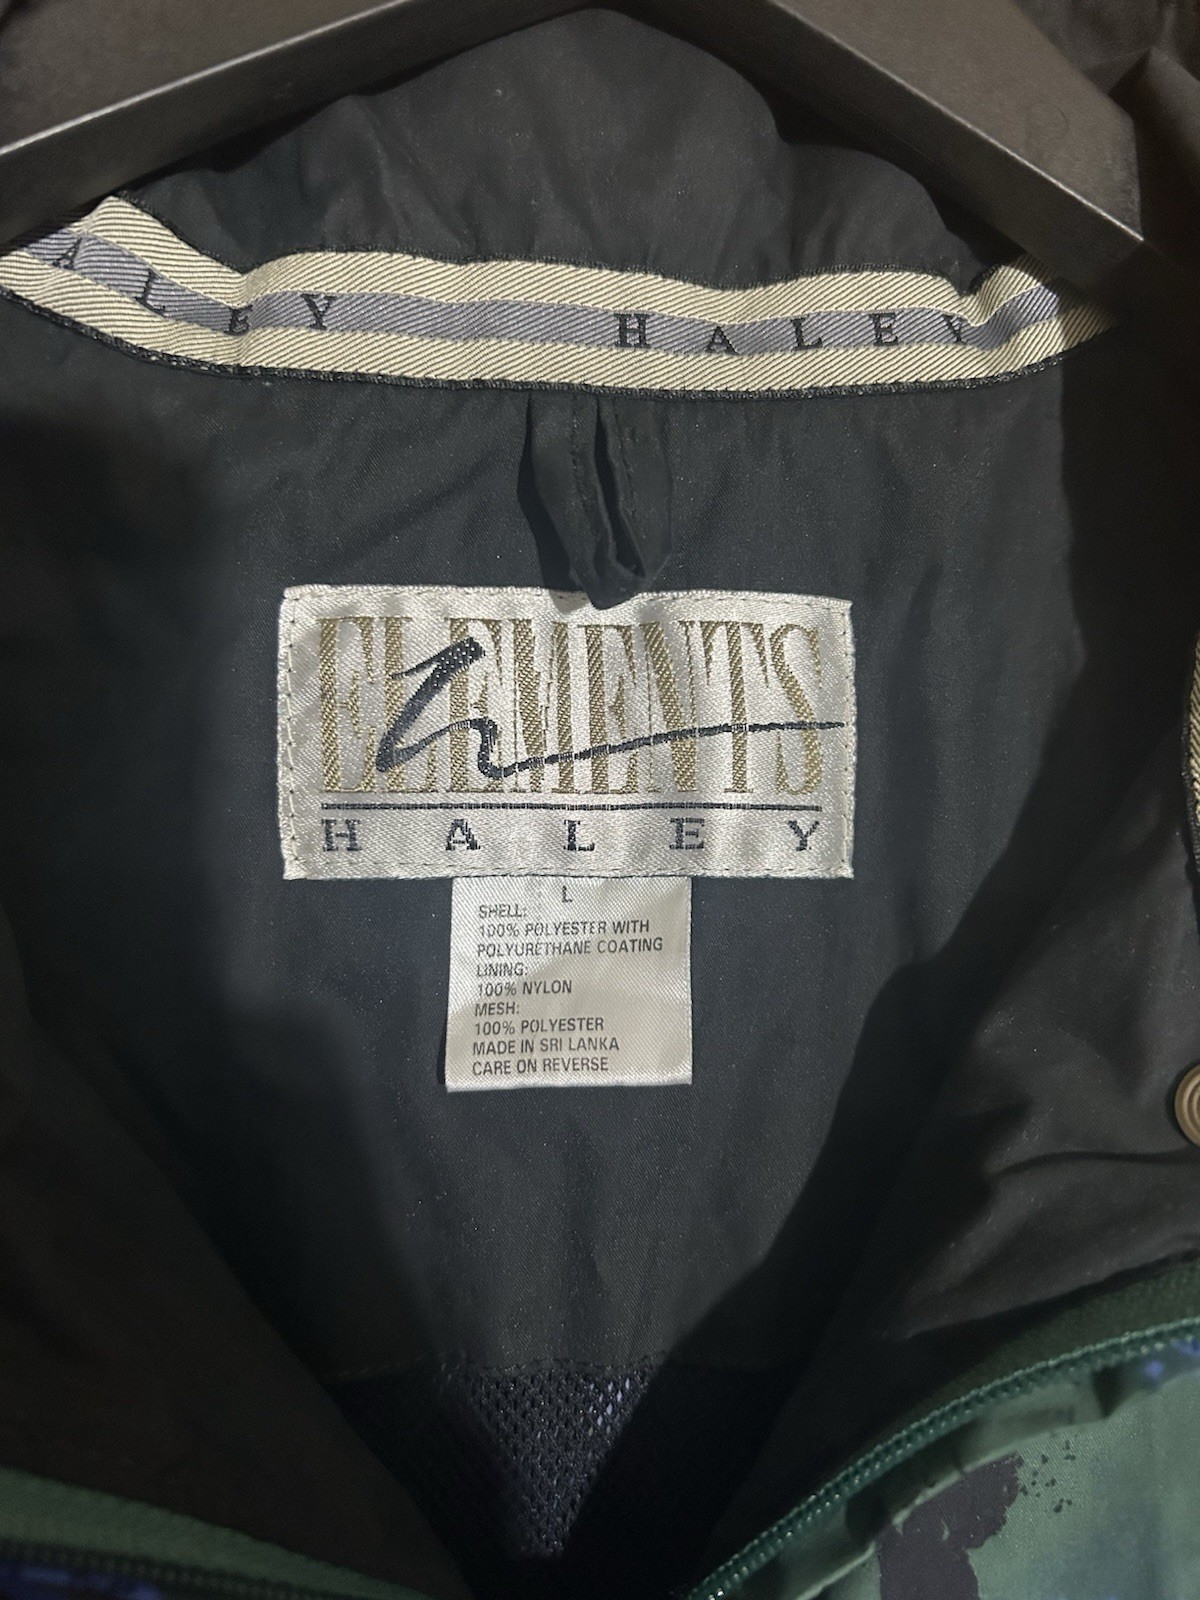 ALEY HALEY
ELEMENTS
h
HALEY
L
SHELL:
100% POLYESTER WITH
POLYURETHANE COATING
LINING:
100% NYLON
MESH:
100% POLYESTER
MADE IN SRI LANKA
CARE ON REVERSE